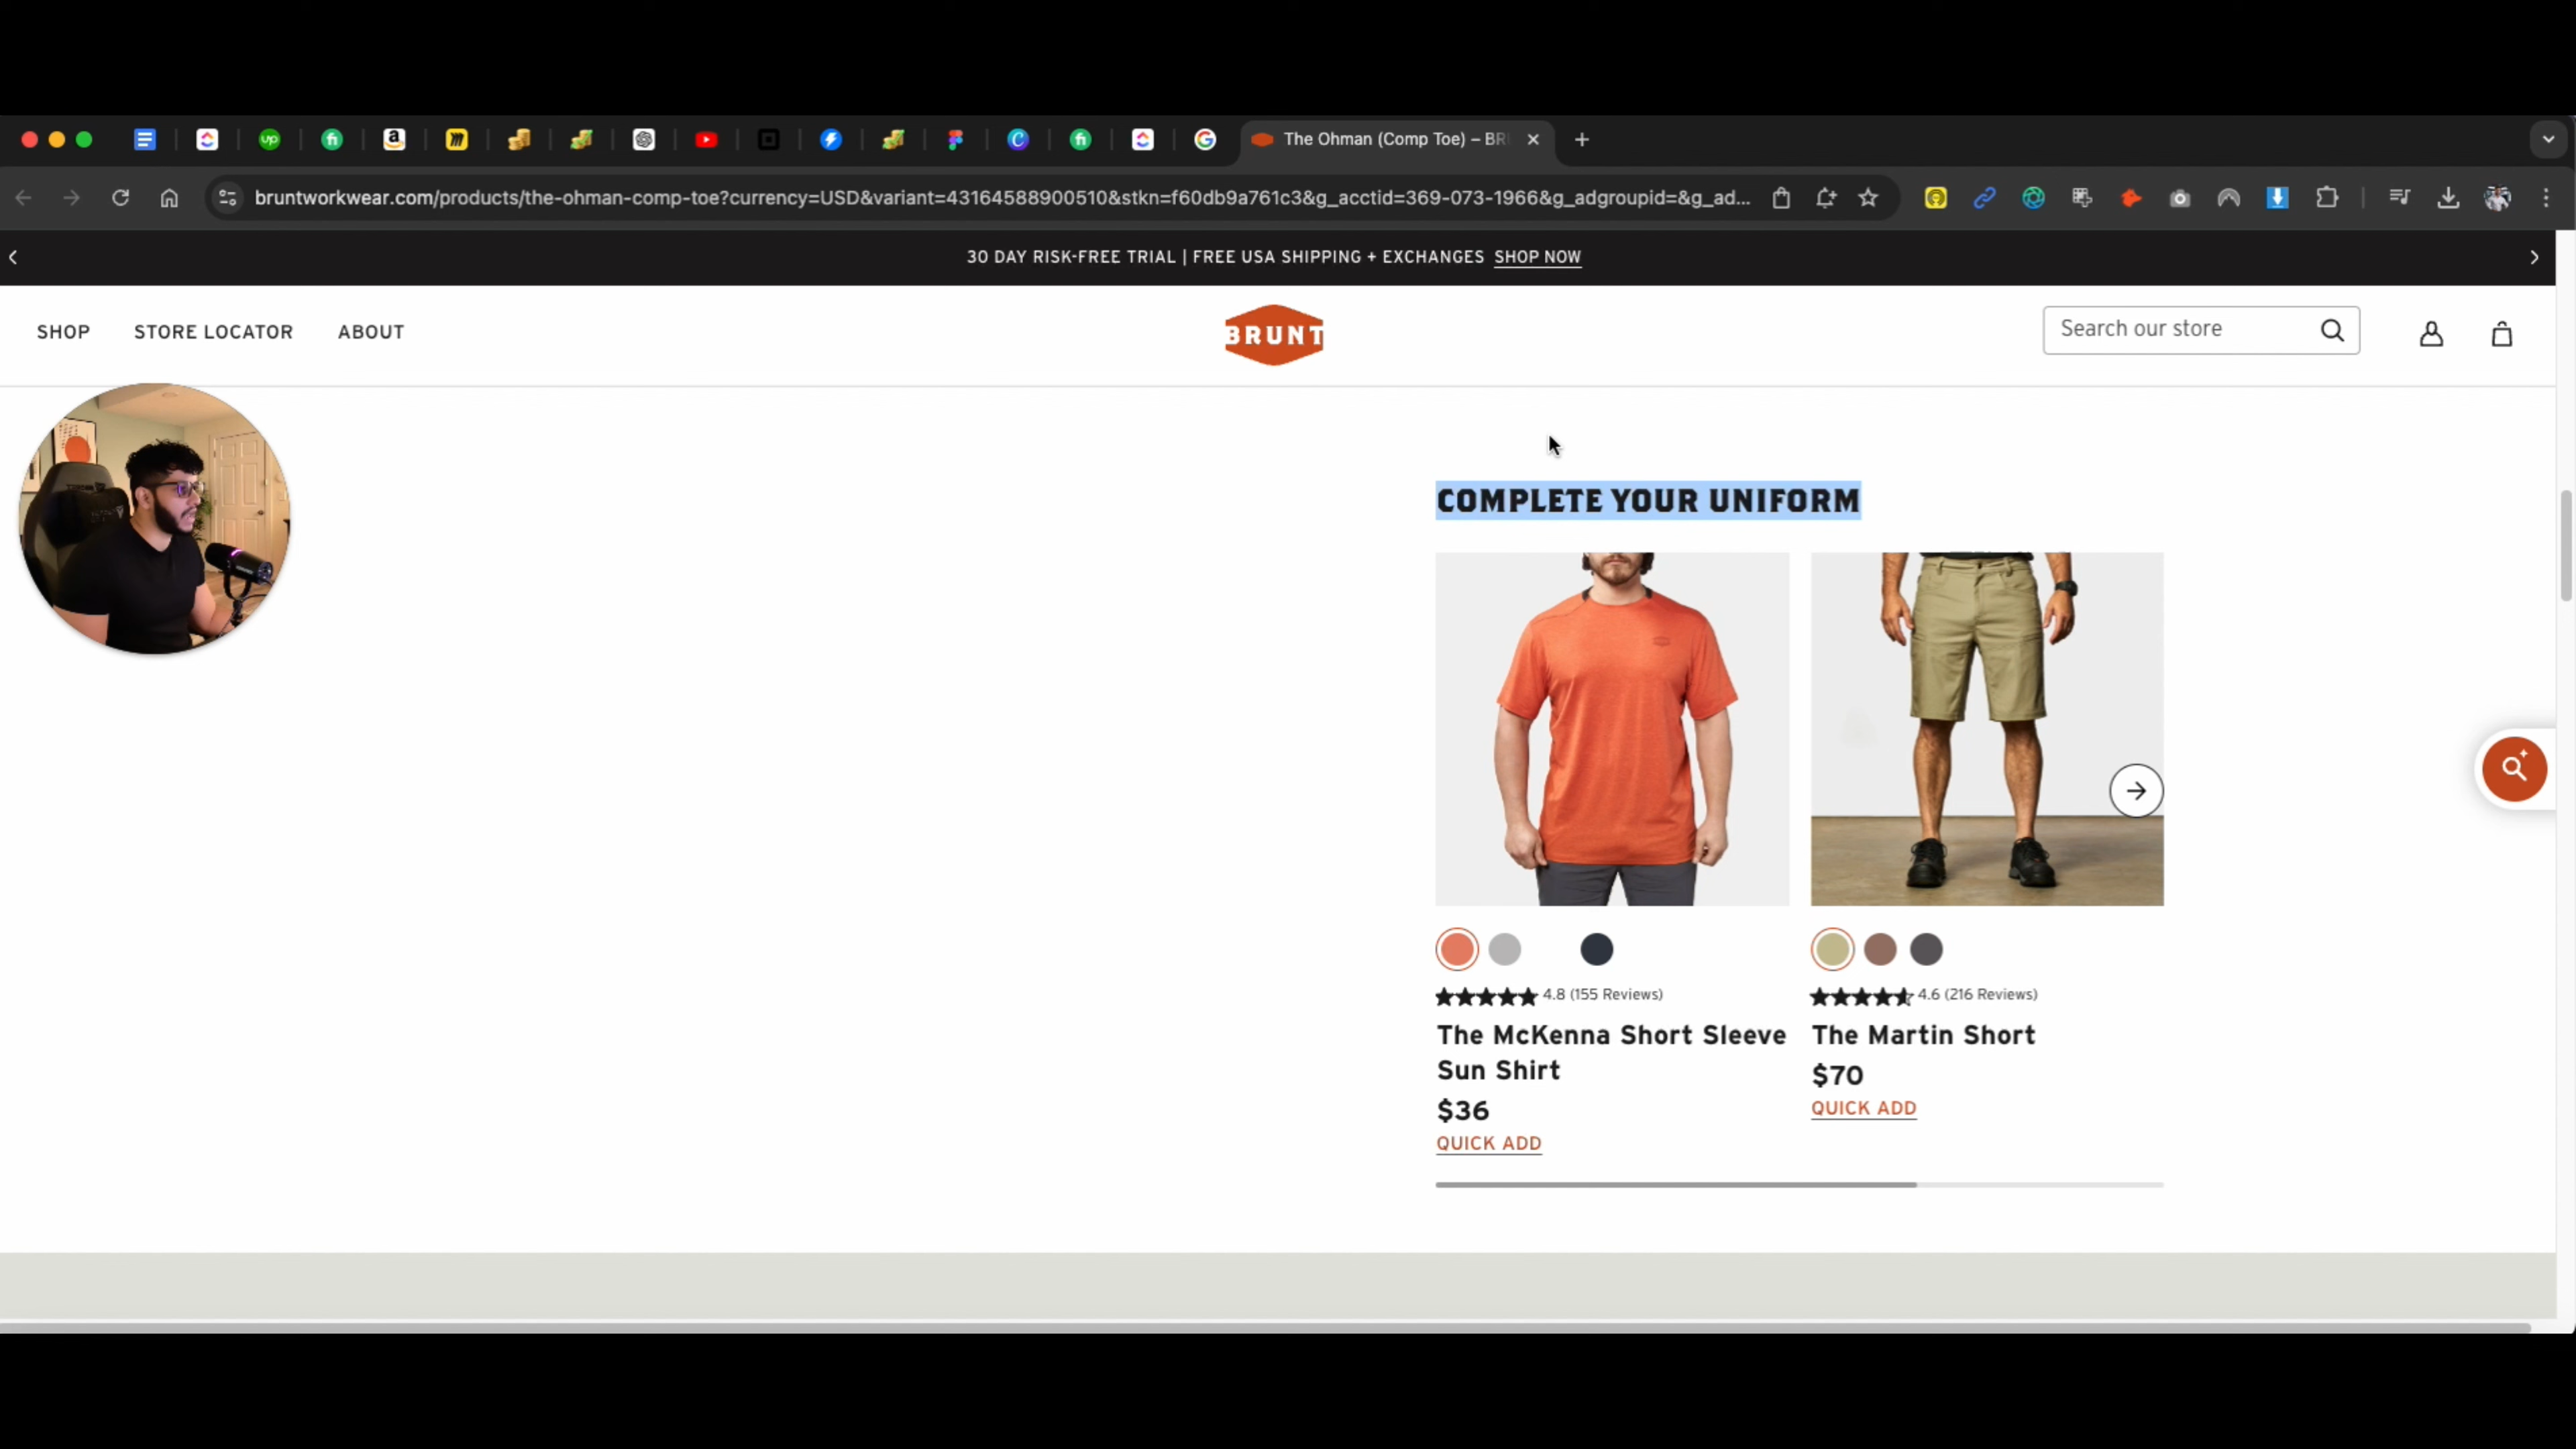 The Ohman (Comp Toe) – BR
bruntworkwear.com/products/the-ohman-comp-toe?currency=USD&variant=43164588900510&stkn=f60db9a761c3&g_acctid=369-073-1966&g_adgroupid=&g_ad...
30 DAY RISK-FREE TRIAL | FREE USA SHIPPING + EXCHANGES SHOP NOW
SHOP STORE LOCATOR ABOUT
BRUNT
Search our store
COMPLETE YOUR UNIFORM
4.8 (155 Reviews)
The McKenna Short Sleeve
Sun Shirt
$36
QUICK ADD
4.6 (216 Reviews)
The Martin Short
$70
QUICK ADD